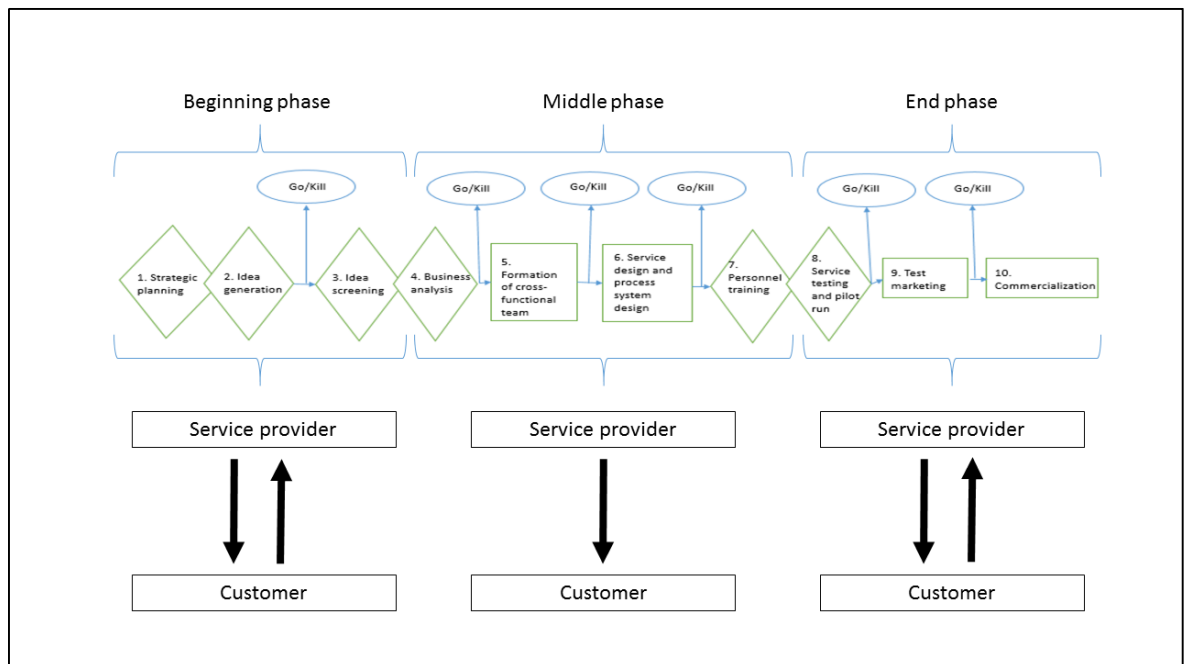 Beginning phase
Middle phase
End phase
Go/Kill
Go/Kill
Go/Kill
Go/Kill
Go/Kill
Go/Kill
1. Strategic
planning
2. Idea
generation
3. Idea
screening
4. Business
analysis
5.
Formation
of cross-
functional
team
6. Service
design and
process
system
design
7.
Personnel
training
8.
Service
testing
and pilot
run
9. Test
marketing
10.
Commercialization
Service provider
Service provider
Service provider
Customer
Customer
Customer